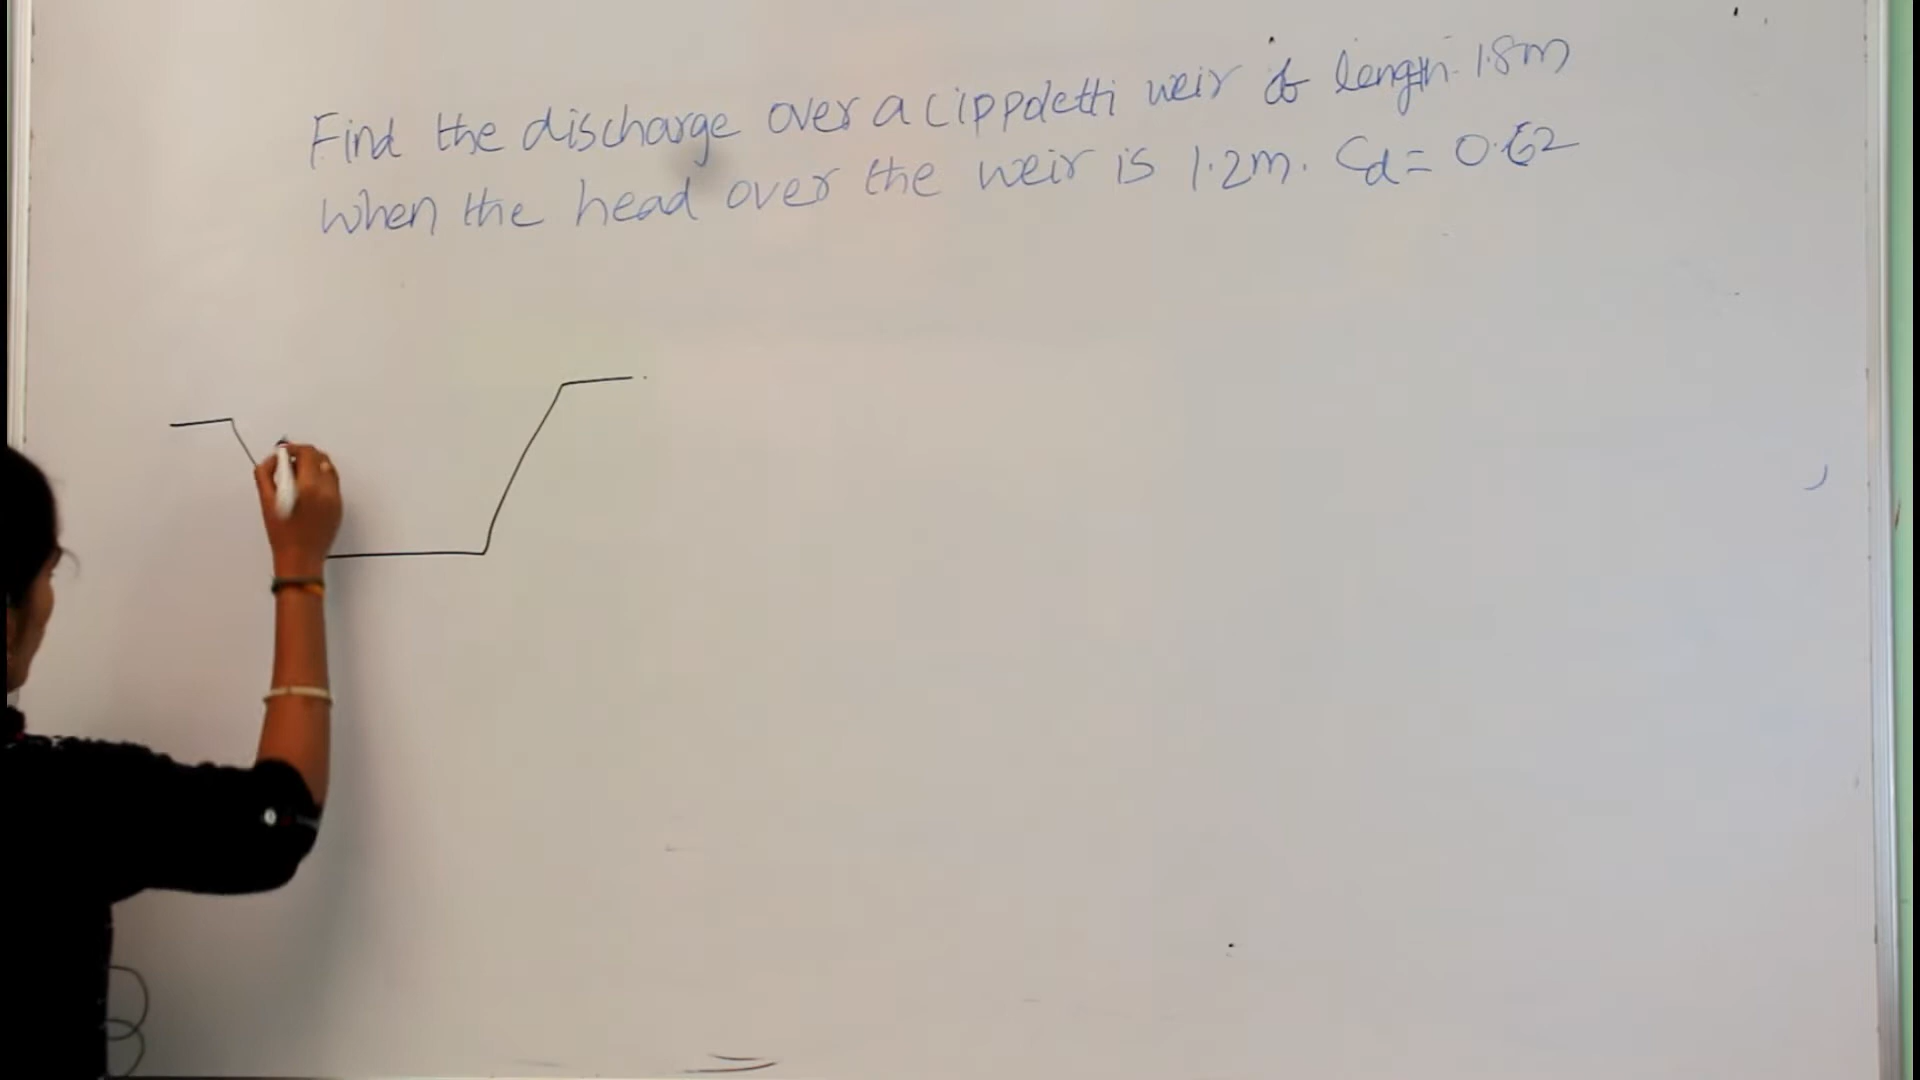 Find the discharge over a Cippoletti weir of length 1.8m
When the head over the weir is 1.2m. Cd = 0.62